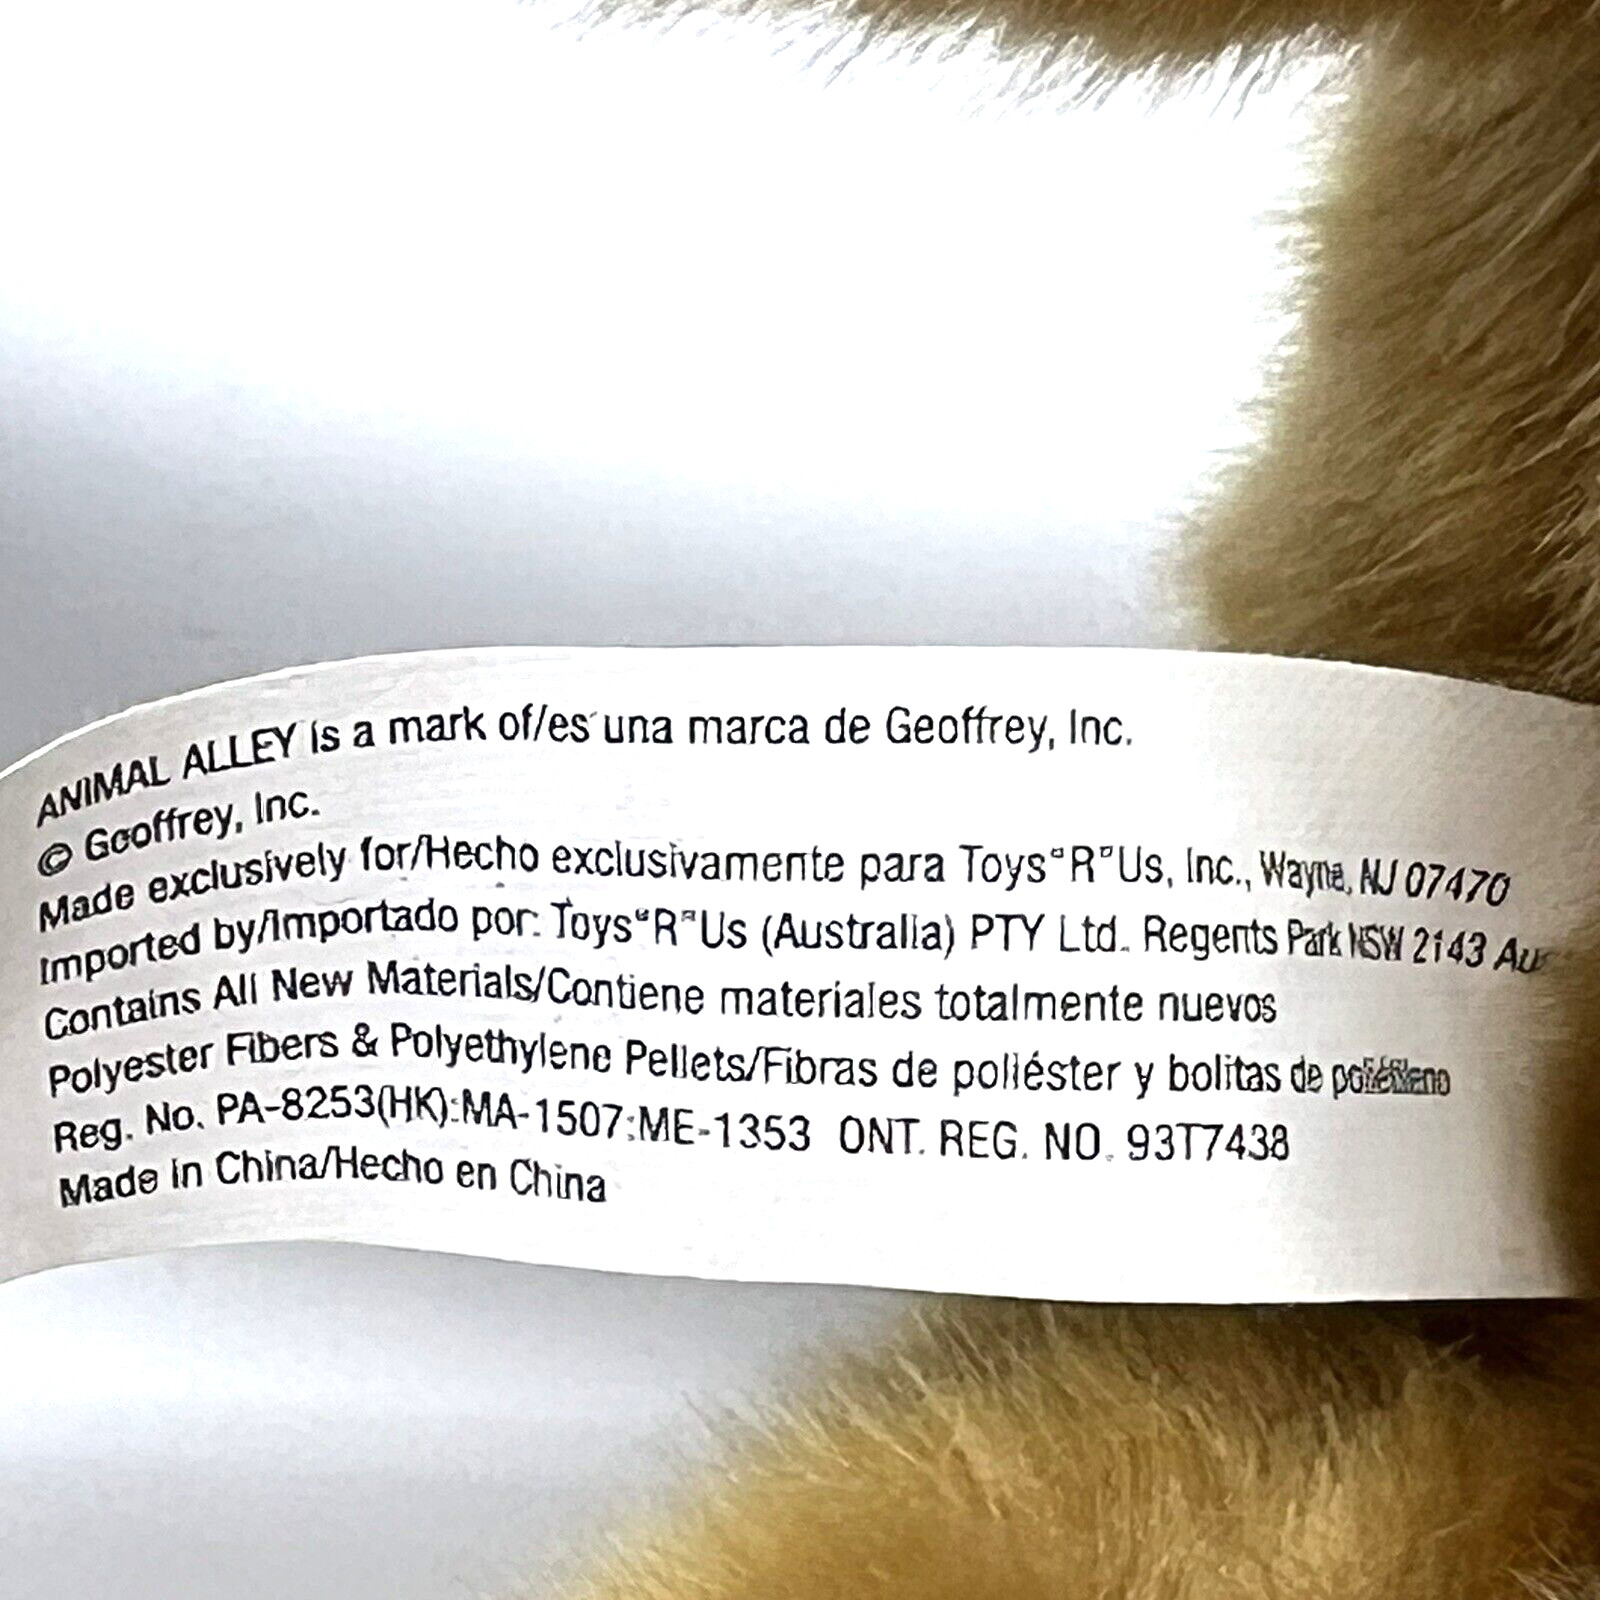 ANIMAL ALLEY is a mark of/es una marca de Geoffrey, Inc.
© Geoffrey, Inc.
Made exclusively for/Hecho exclusivamente para Toys"R"Us, Inc., Wayne, NJ 07470
Imported by/Importado por: Toys"R"Us (Australia) PTY Ltd. Regents Park NSW 2143
Contains All New Materials/Contiene materiales totalmente nuevos
Polyester Fibers & Polyethylene Pellets/Fibras de poliéster y bolitas de
Reg. No. PA-8253(HK):MA-1507:ME-1353 ONT. REG. NO. 93T7438
Made in China/Hecho en China